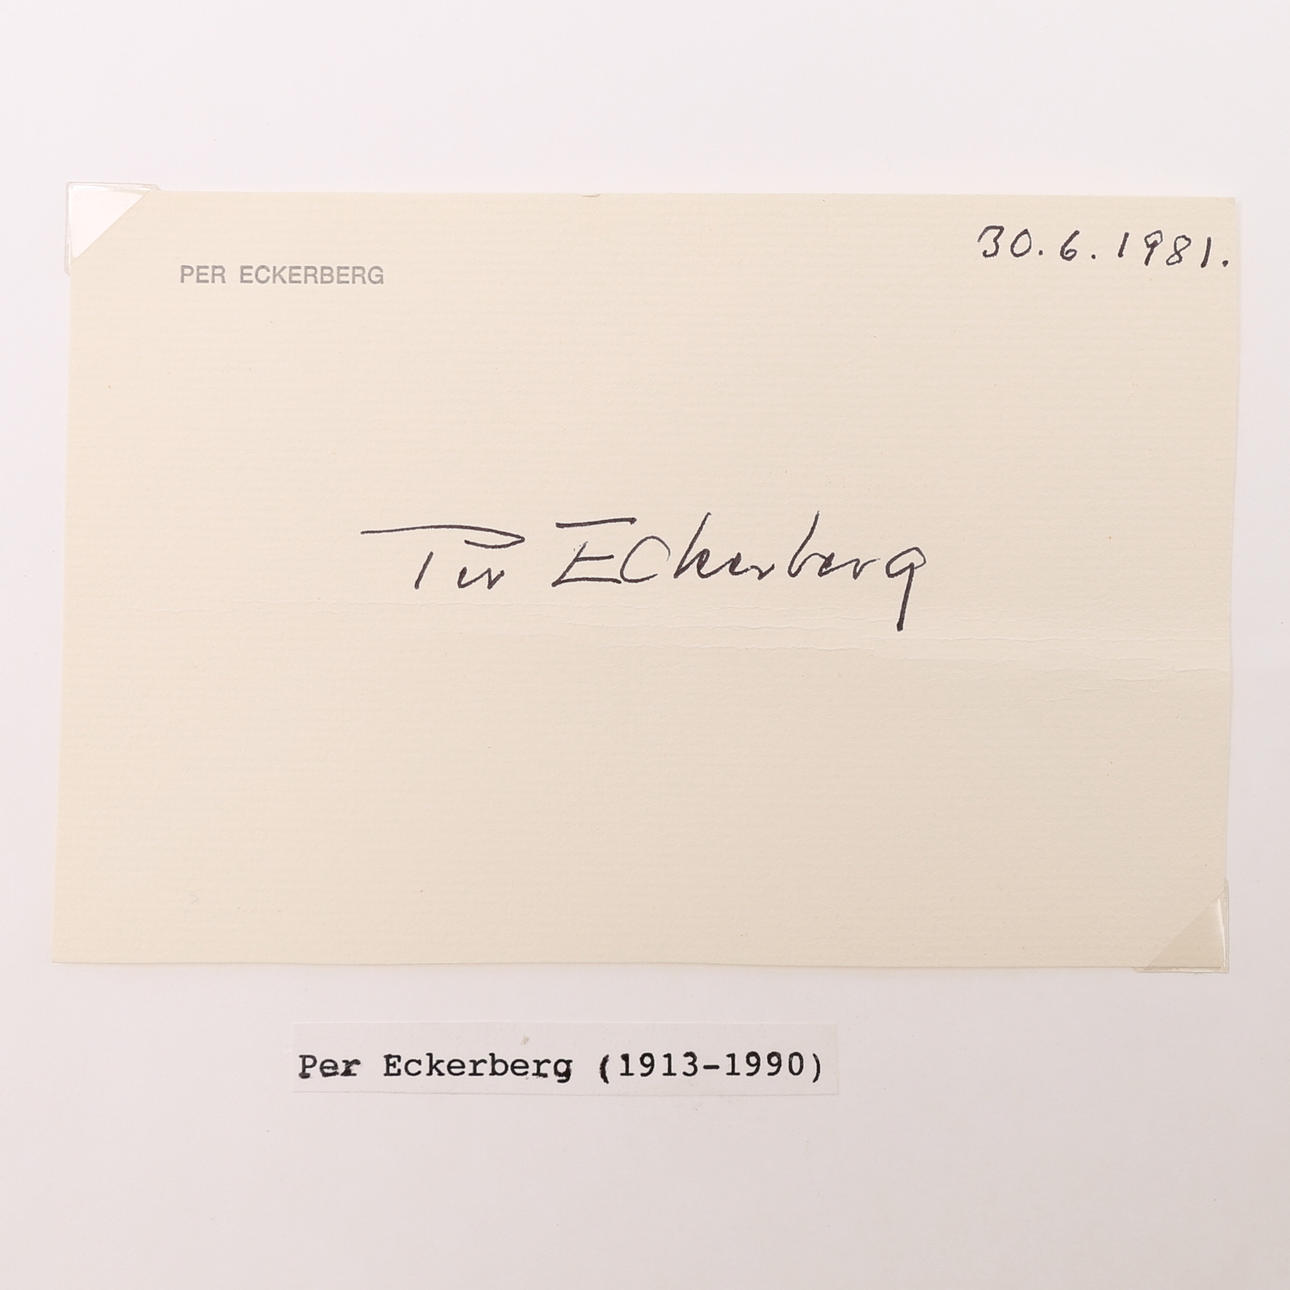 30.6.1981.
PER ECKERBERG
Per Eckerberg
Per Eckerberg (1913-1990)